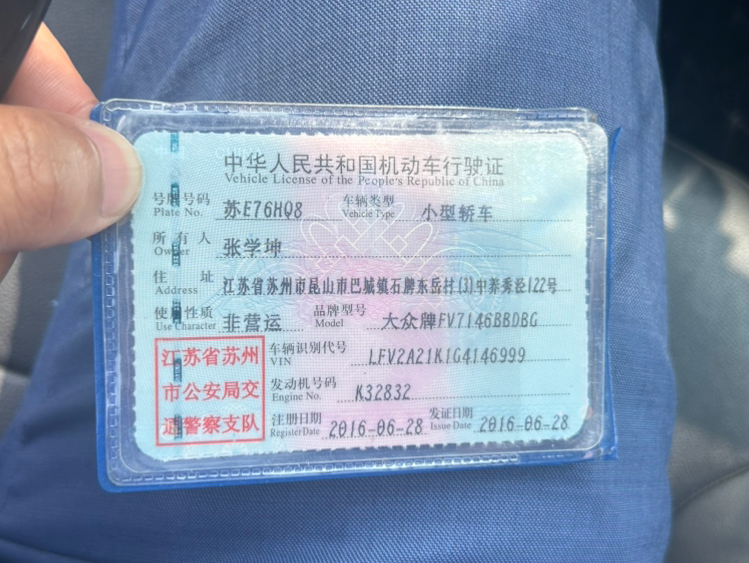 中华人民共和国机动车行驶证
Vehicle License of the People's Republic of China
号牌号码 苏E76HQ8 车辆类型 小型轿车
Plate No. Vehicle Type
所有人 张学坤
Owner
住址 江苏省苏州市昆山市巴城镇石牌东岳村(3)中养秀泾122号
Address
使用性质 非营运 品牌型号 大众牌FV7146BBDBG
Use Character Model
江苏省苏州
市公安局交
通警察支队
车辆识别代号 LFV2A21K1G4146999
VIN
发动机号码 K32832
Engine No.
注册日期 2016-06-28 发证日期 2016-06-28
Register Date Issue Date